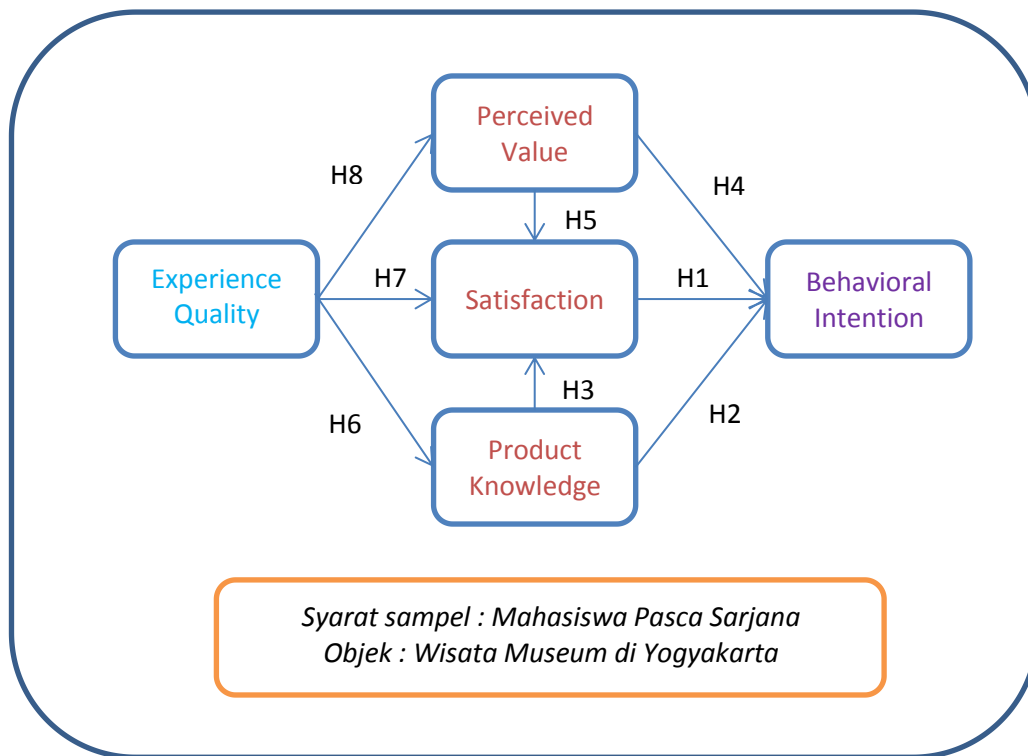 Perceived
Value
H8
H4
H5
Experience
Quality
H7
Satisfaction
H1
Behavioral
Intention
H3
H6
H2
Product
Knowledge
Syarat sampel : Mahasiswa Pasca Sarjana
Objek : Wisata Museum di Yogyakarta